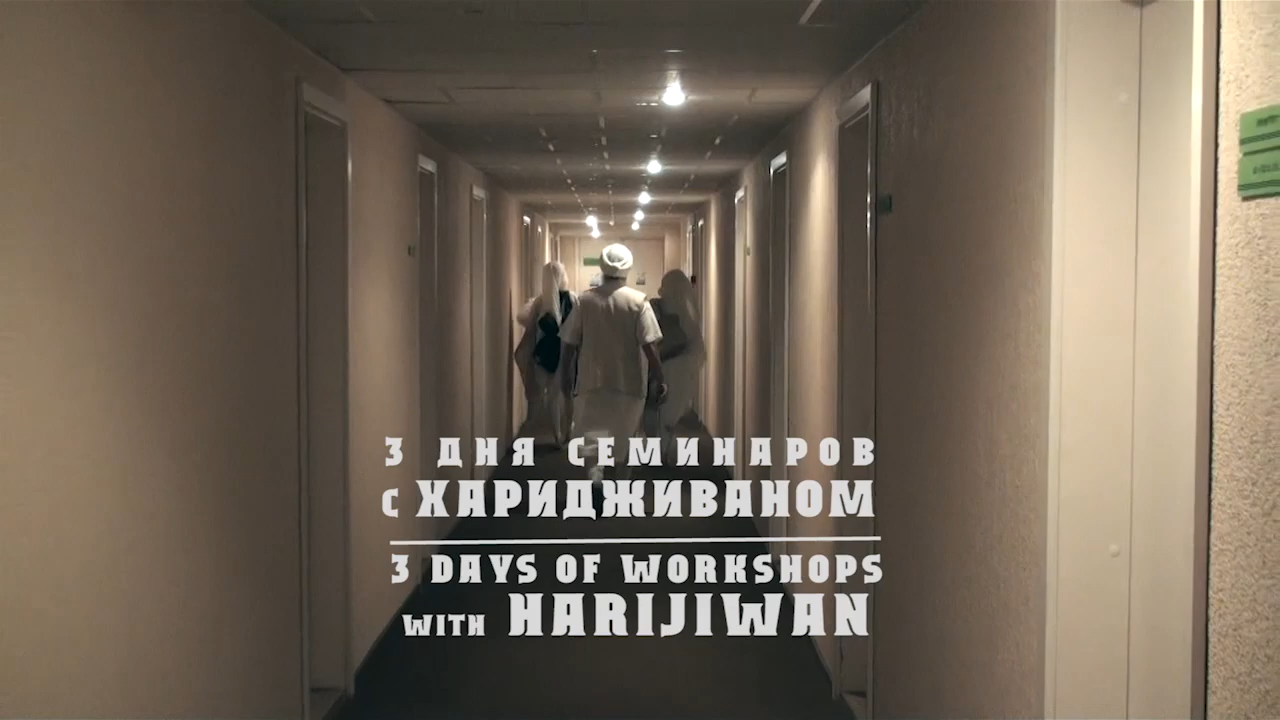 3 ДНЯ СЕМИНАРОВ
С ХАРИДЖИВАНОМ
3 DAYS OF WORKSHOPS
WITH HARIJIWAN